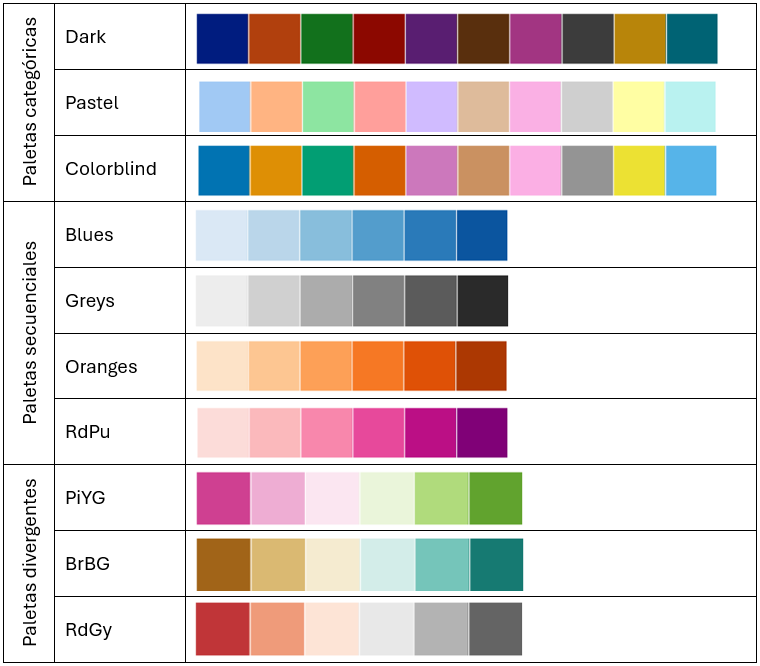 Paletas categóricas
Dark
Pastel
Colorblind
Paletas secuenciales
Blues
Greys
Oranges
RdPu
Paletas divergentes
PiYG
BrBG
RdGy